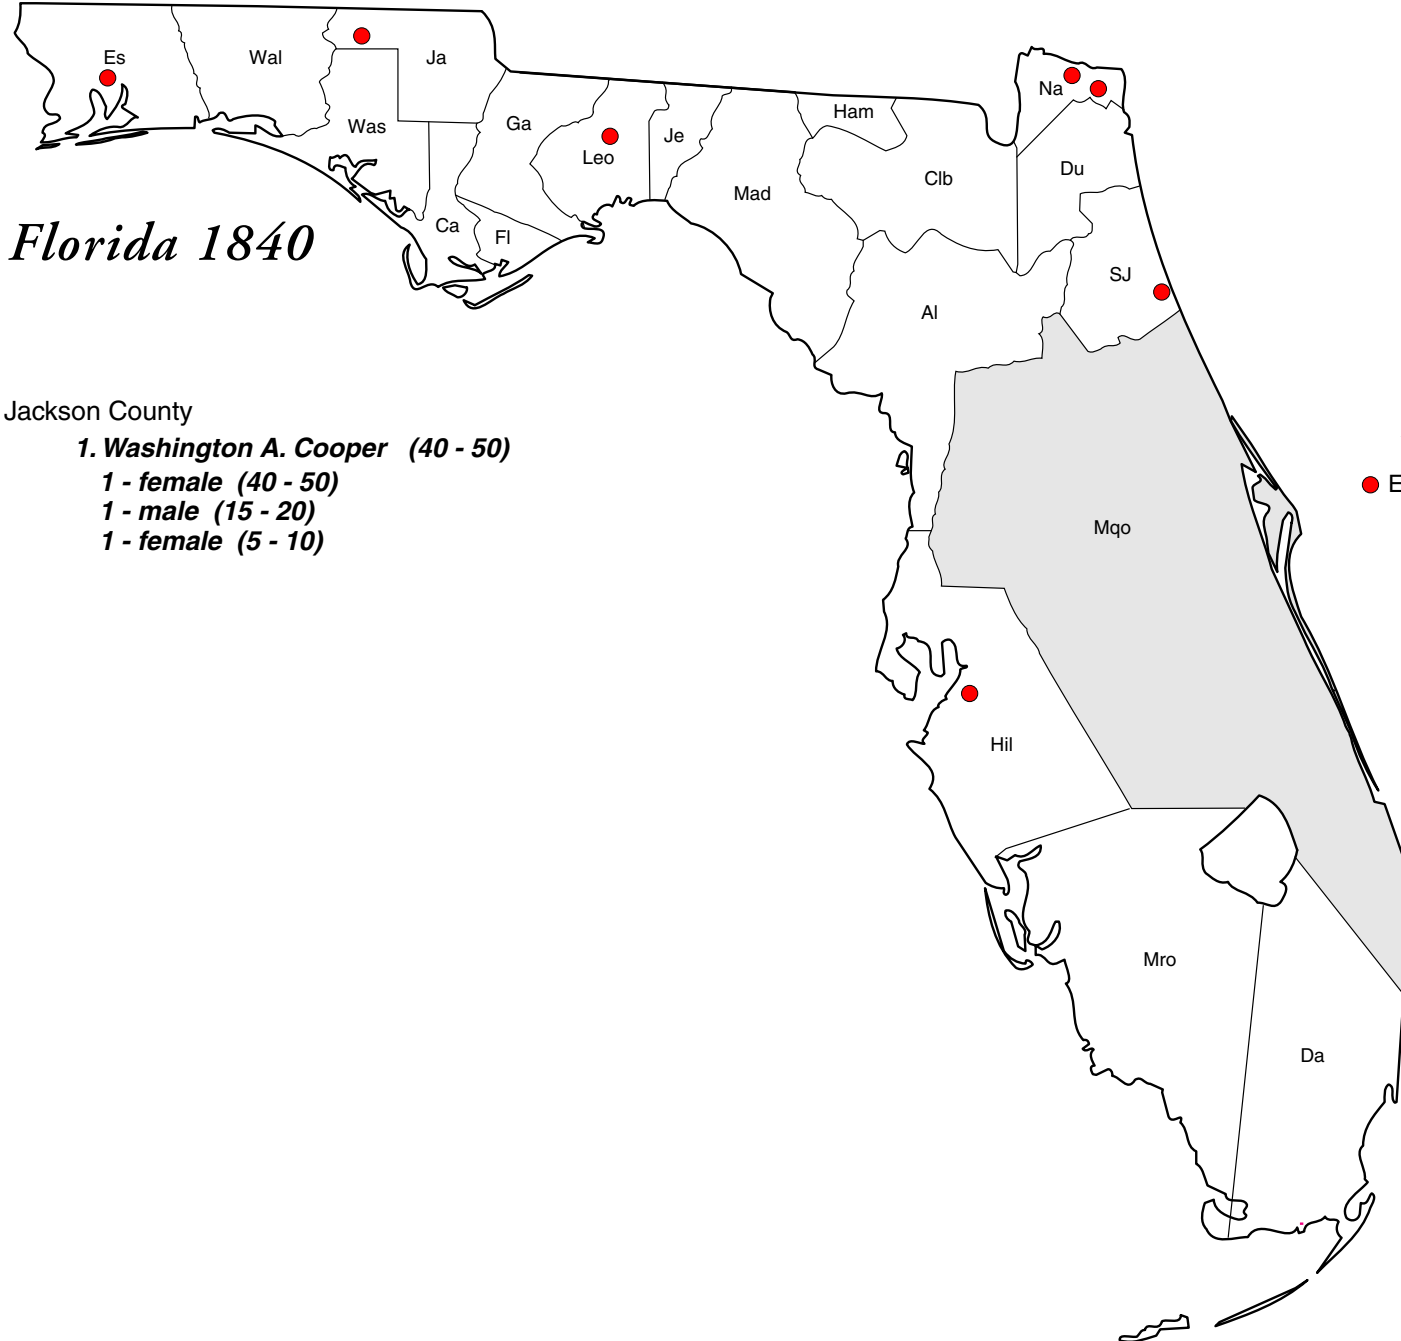 Es
Wal
Ja
Was
Ga
Leo
Je
Ham
Na
Mad
Clb
Du
Ca
Fl
Florida 1840
SJ
Al
Jackson County
1. Washington A. Cooper (40 - 50)
1 - female (40 - 50)
1 - male (15 - 20)
1 - female (5 - 10)
E
Mqo
Hil
Mro
Da